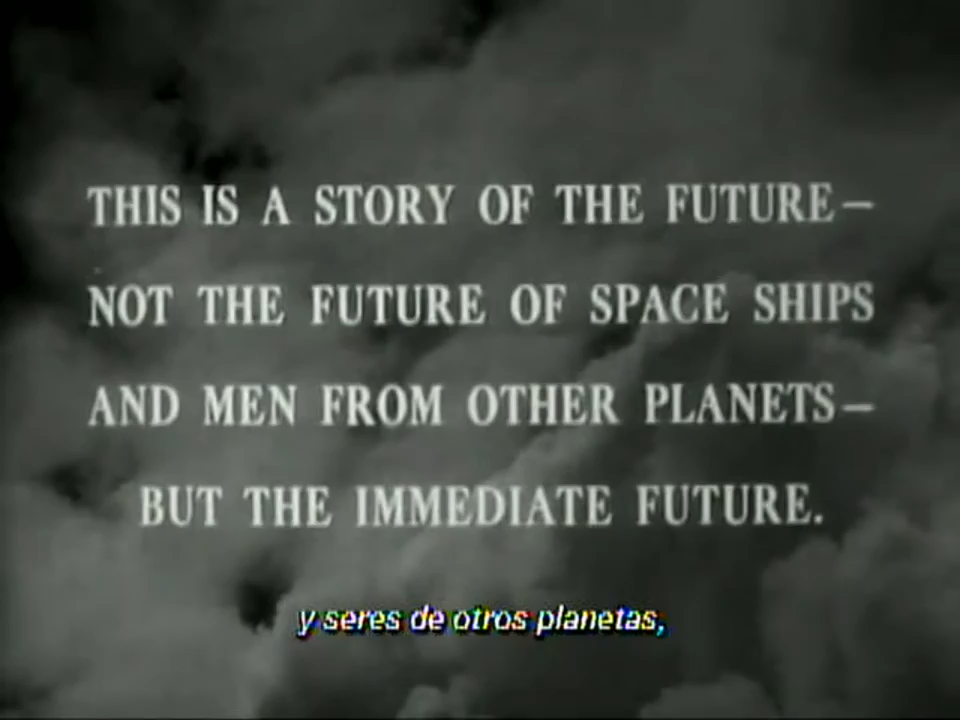 THIS IS A STORY OF THE FUTURE—
NOT THE FUTURE OF SPACE SHIPS
AND MEN FROM OTHER PLANETS—
BUT THE IMMEDIATE FUTURE.
y seres de otros planetas,